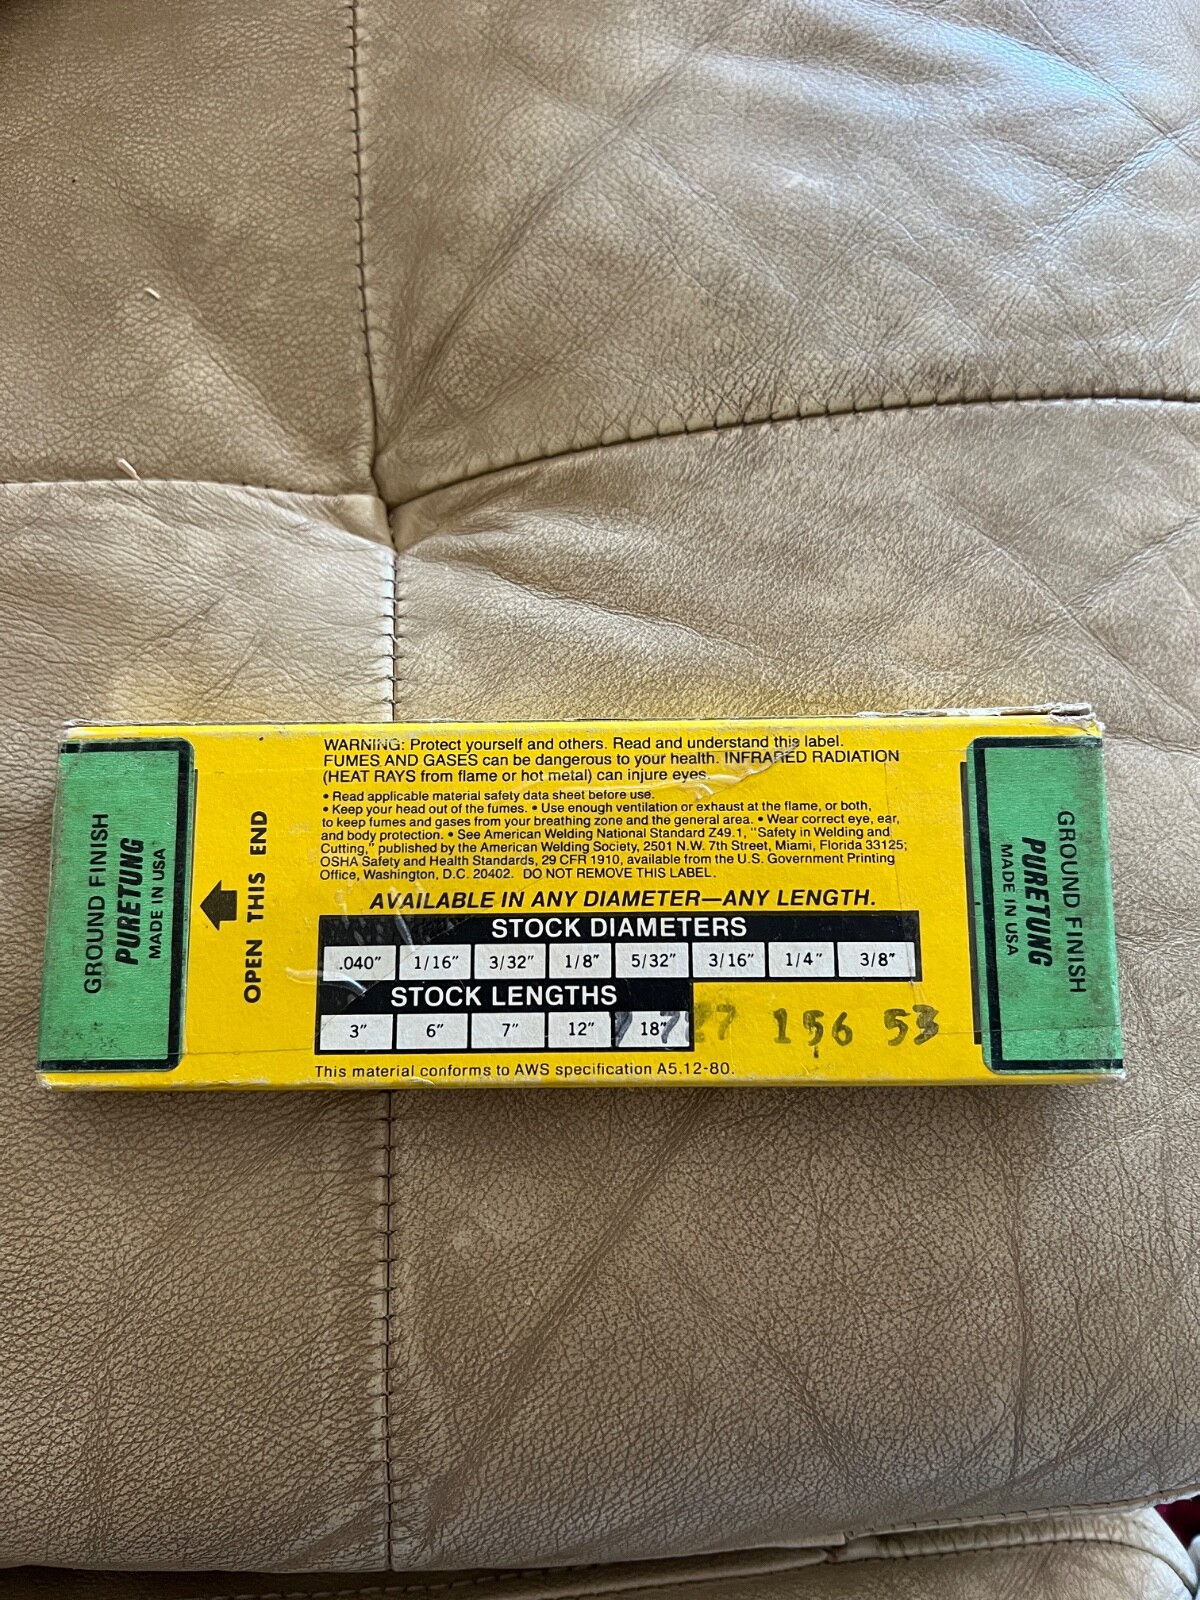 GROUND FINISH
PURETUNG
MADE IN USA
OPEN THIS END
WARNING: Protect yourself and others. Read and understand this label.
FUMES AND GASES can be dangerous to your health. INFRARED RADIATION
(HEAT RAYS from flame or hot metal) can injure eyes.
• Read applicable material safety data sheet before use.
• Keep your head out of the fumes. • Use enough ventilation or exhaust at the flame, or both,
to keep fumes and gases from your breathing zone and the general area. • Wear correct eye, ear,
and body protection. • See American Welding National Standard Z49.1, "Safety in Welding and
Cutting," published by the American Welding Society, 2501 N.W. 7th Street, Miami, Florida 33125;
OSHA Safety and Health Standards, 29 CFR 1910, available from the U.S. Government Printing
Office, Washington, D.C. 20402. DO NOT REMOVE THIS LABEL.
AVAILABLE IN ANY DIAMETER—ANY LENGTH.
STOCK DIAMETERS
.040" 1/16" 3/32" 1/8" 5/32" 3/16" 1/4" 3/8"
STOCK LENGTHS
3" 6" 7" 12" 18"
156 53
This material conforms to AWS specification A5.12-80.
GROUND FINISH
PURETUNG
MADE IN USA